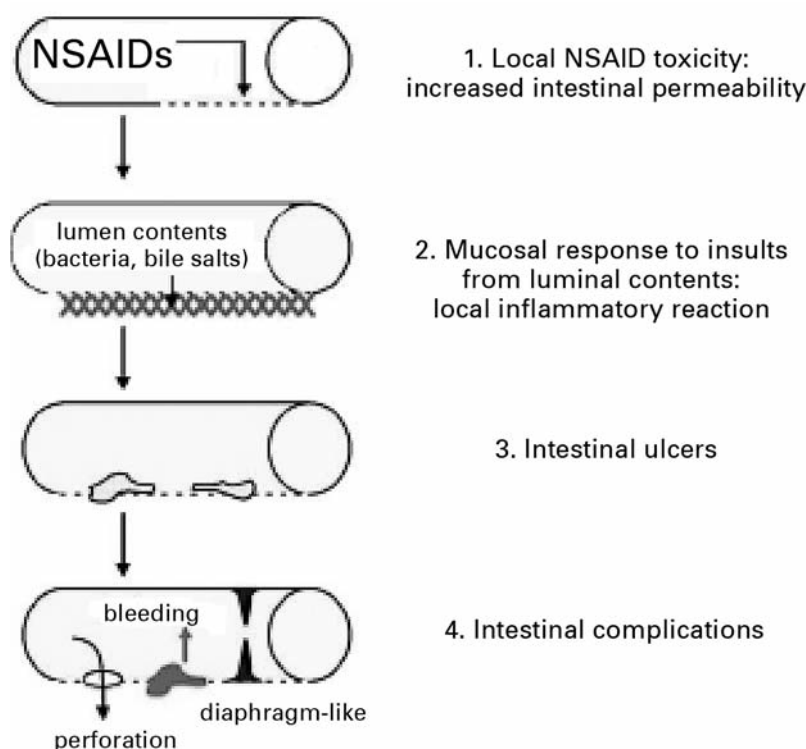 NSAIDs
1. Local NSAID toxicity:
increased intestinal permeability
lumen contents
(bacteria, bile salts)
2. Mucosal response to insults
from luminal contents:
local inflammatory reaction
3. Intestinal ulcers
bleeding
4. Intestinal complications
diaphragm-like
perforation